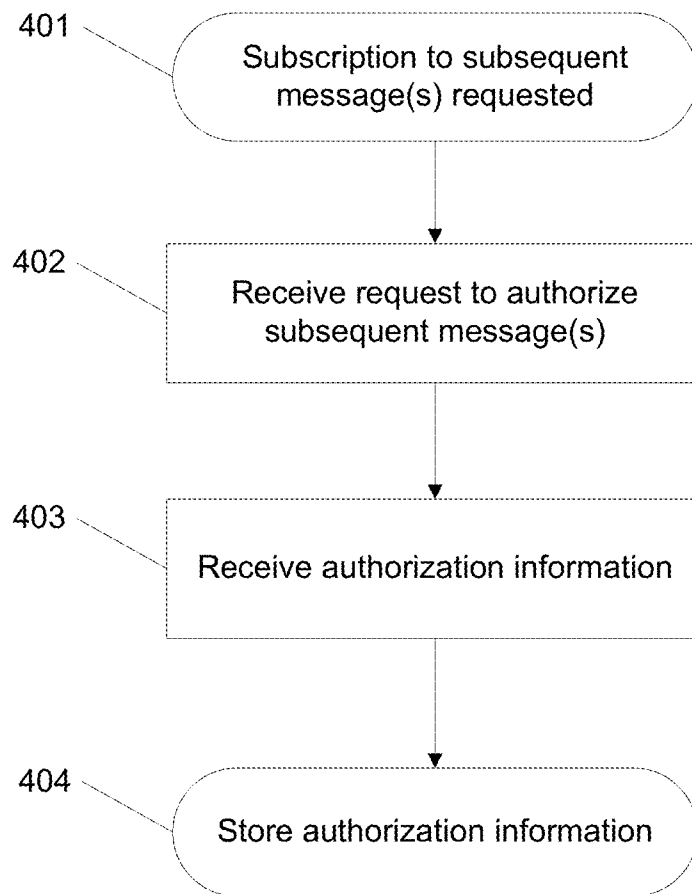 401
Subscription to subsequent
message(s) requested
402
Receive request to authorize
subsequent message(s)
403
Receive authorization information
404
Store authorization information